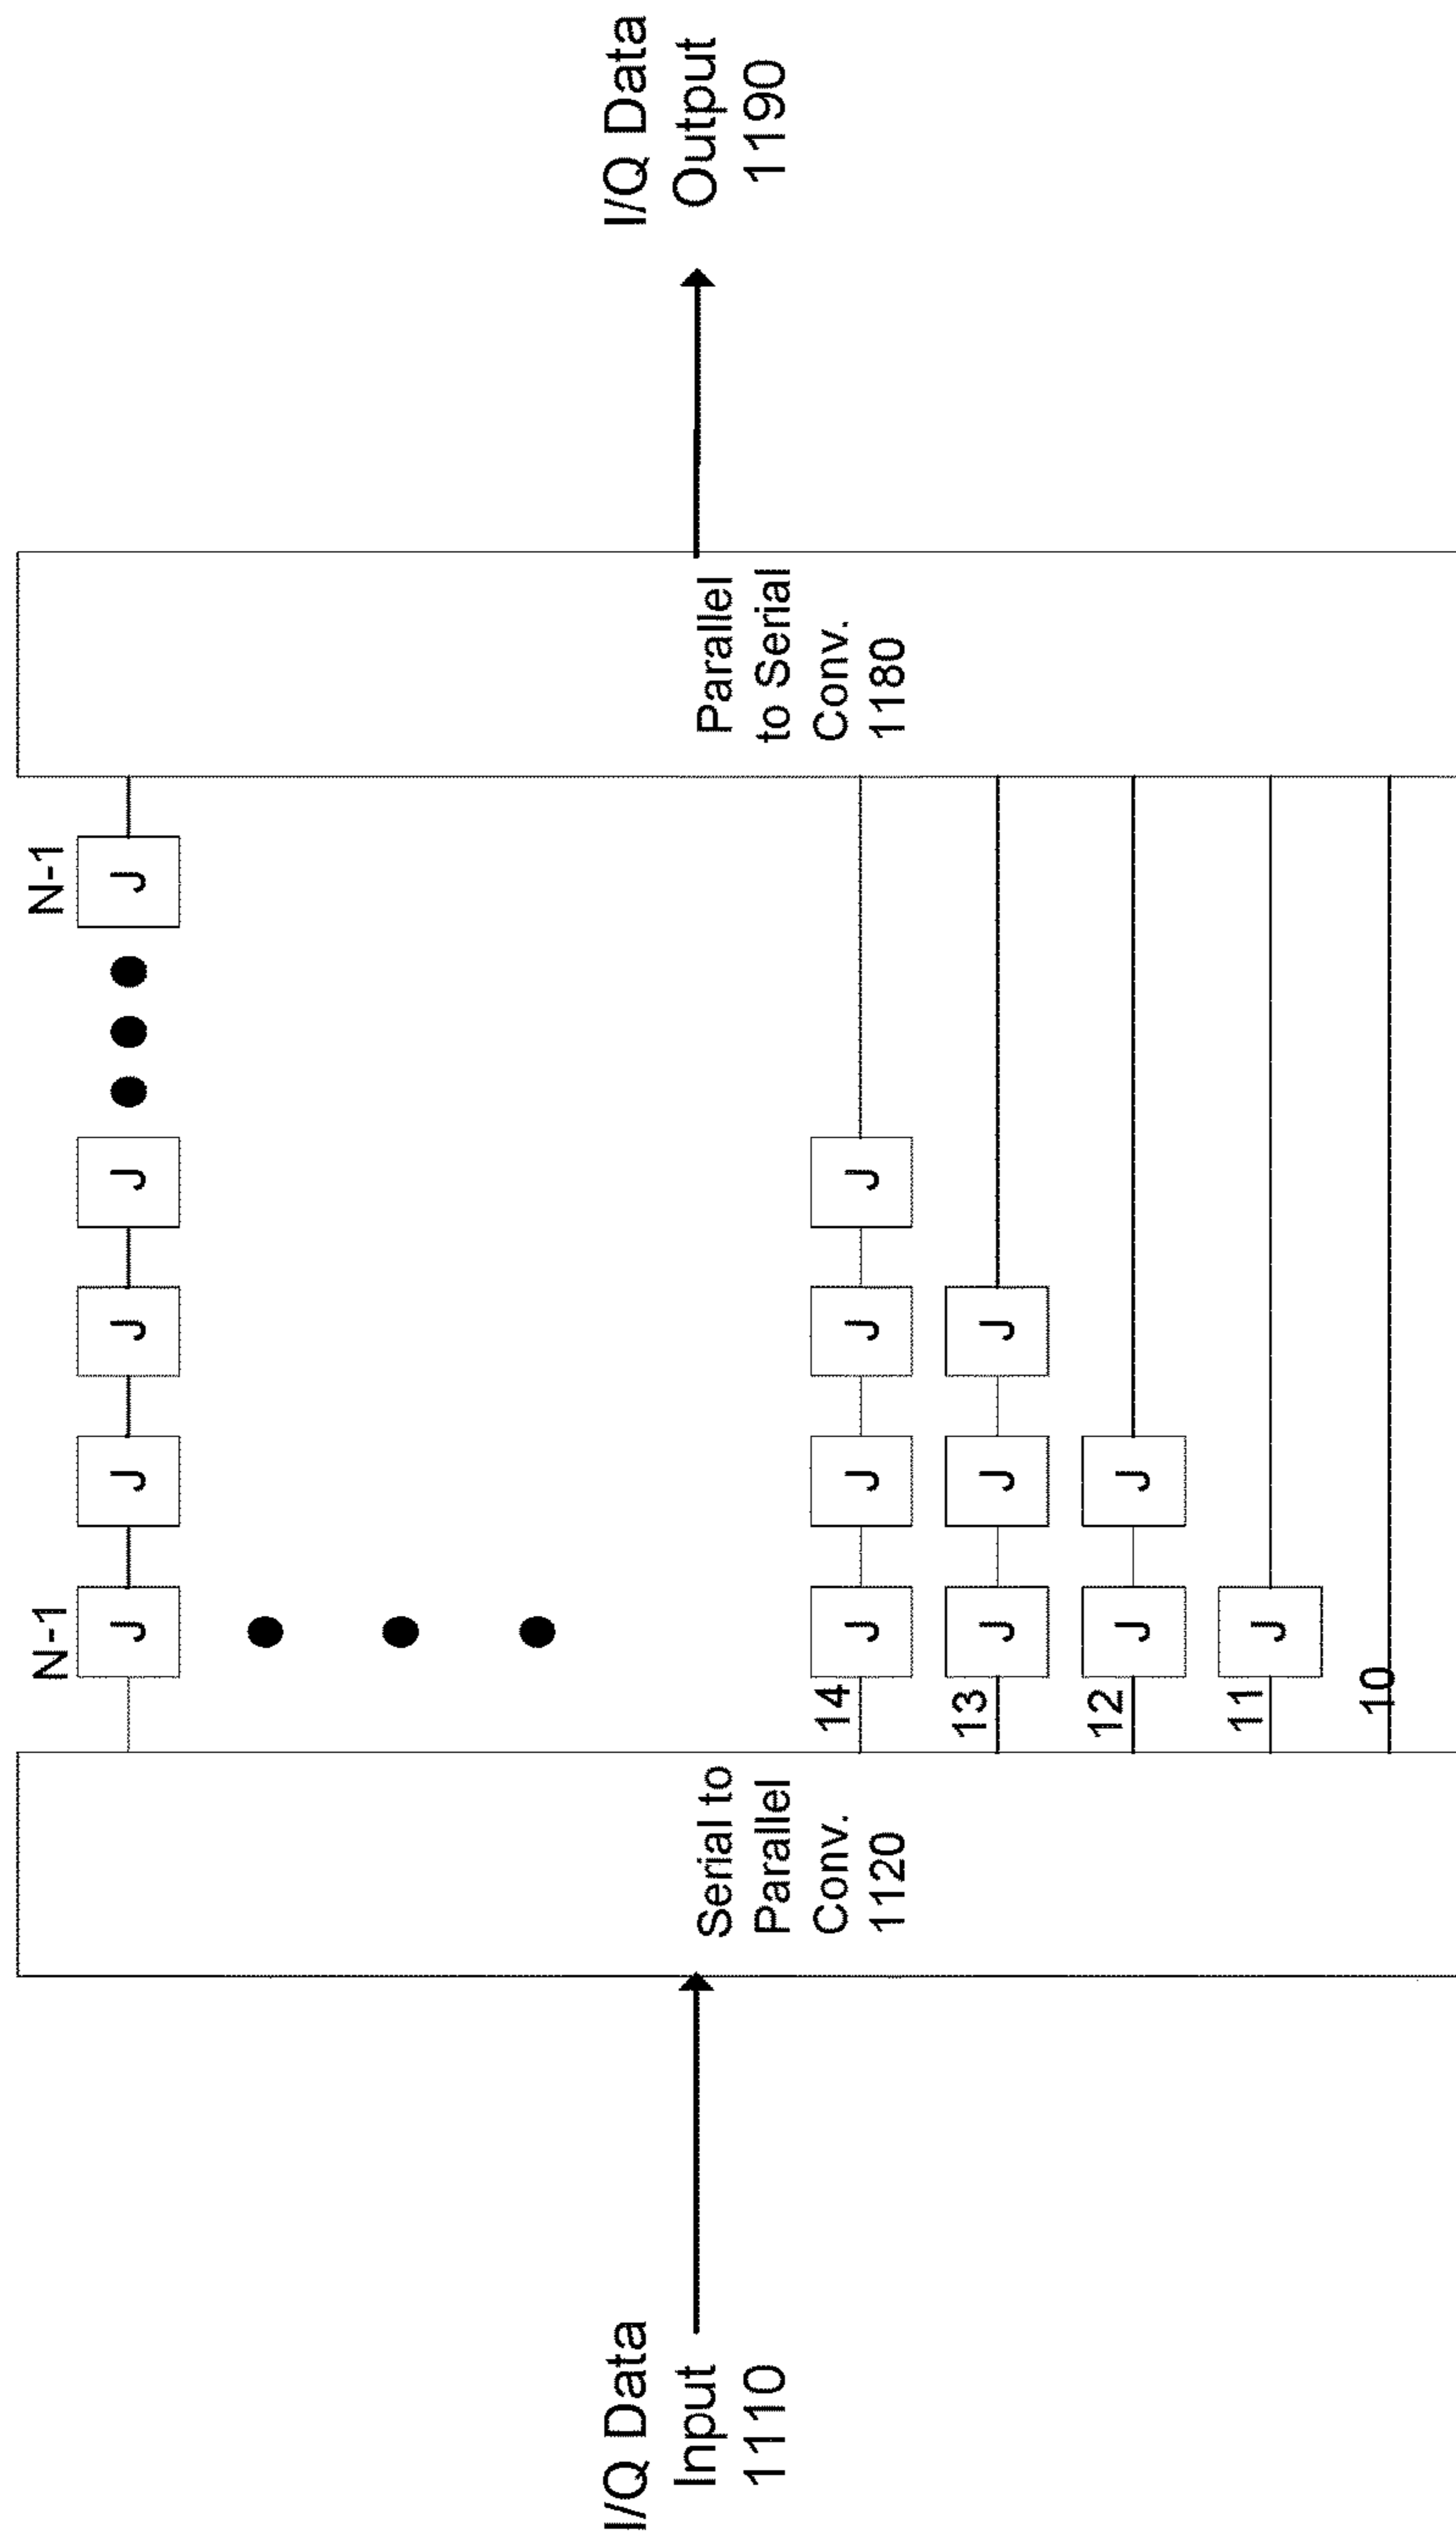 N-1
N-1
J J J J J
I/Q Data
Input
1110
Serial to
Parallel
Conv.
1120
Parallel
to Serial
Conv.
1180
I/Q Data
Output
1190
14
J J J J
13
J J J
12
J J
11
J
10